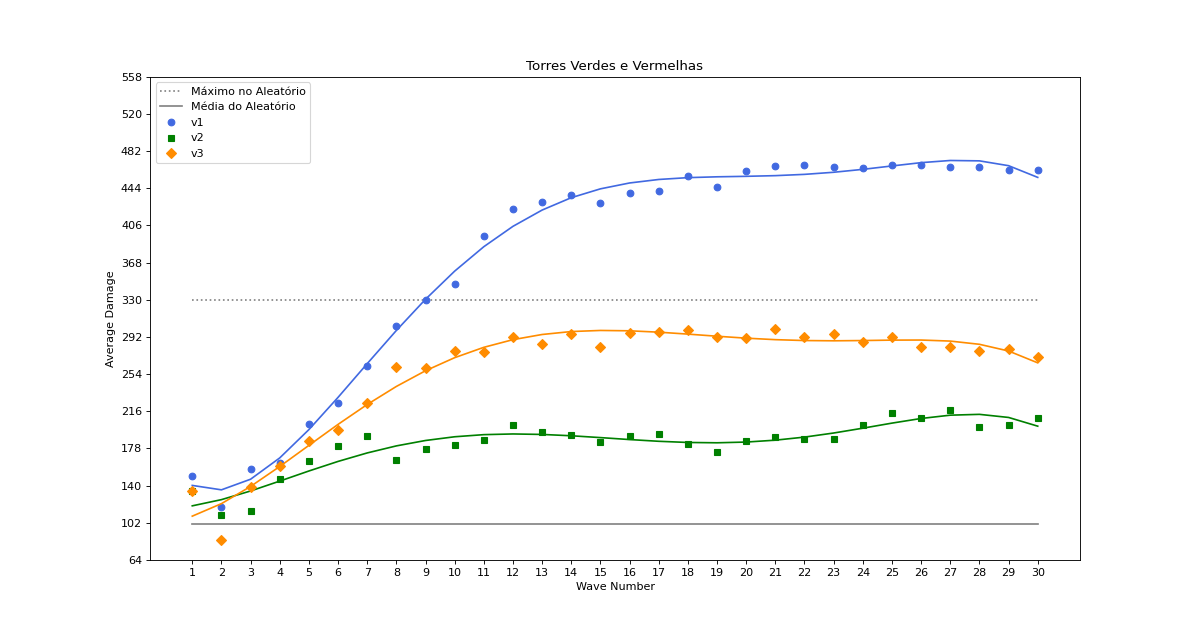 Torres Verdes e Vermelhas
558
520
482
444
406
368
330
292
254
216
178
140
102
64
Average Damage
Máximo no Aleatório
Média do Aleatório
v1
v2
v3
1 2 3 4 5 6 7 8 9 10 11 12 13 14 15 16 17 18 19 20 21 22 23 24 25 26 27 28 29 30
Wave Number